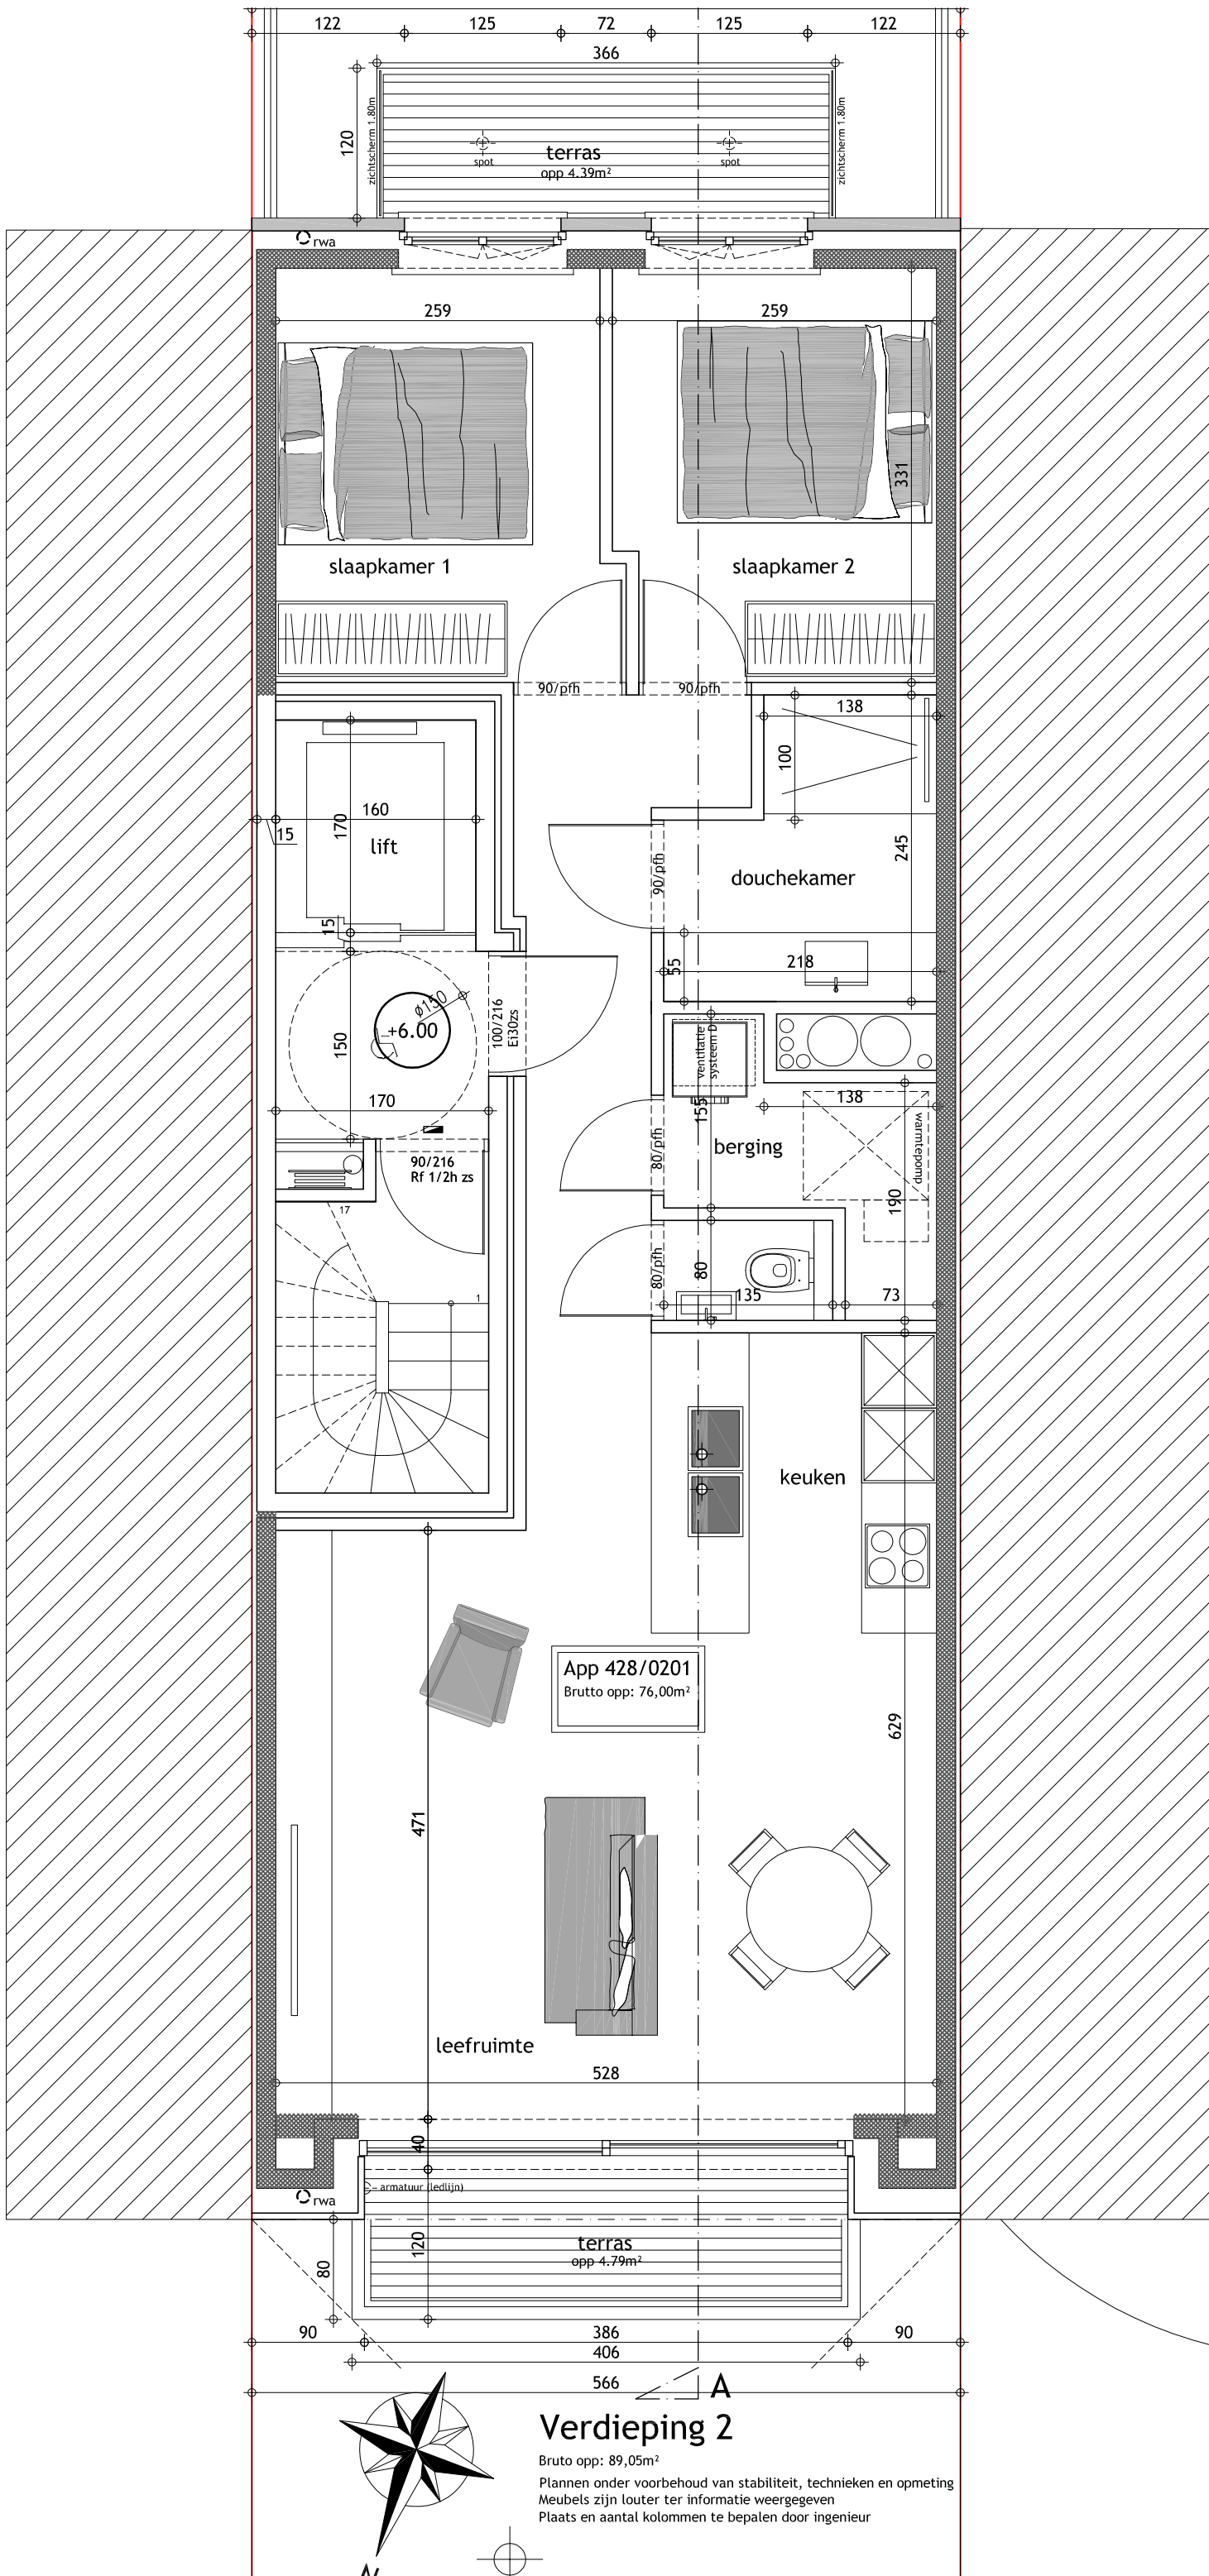 122 125 72 125 122
366
120
zichtscherm 1.80m
zichtscherm 1.80m
spot
spot
terras
opp 4.39m²
rwa
259 259
331
slaapkamer 1
slaapkamer 2
90/pfh 90/pfh
138
100
160
170
15
lift
245
90/pfh
douchekamer
15
55
218
ø150
+6.00
150
100/216
Ei30zs
ventilatie
systeem D
170
155
138
berging
warmtepomp
80/pfh
90/216
Rf 1/2h zs
190
17
80/pfh
80
135
73
1
keuken
App 428/0201
Brutto opp: 76,00m²
629
471
leefruimte
528
40
armatuur (ledlijn)
rwa
120
80
terras
opp 4.79m²
90 386 90
406
566
A
Verdieping 2
Bruto opp: 89,05m²
Plannen onder voorbehoud van stabiliteit, technieken en opmeting
Meubels zijn louter ter informatie weergegeven
Plaats en aantal kolommen te bepalen door ingenieur